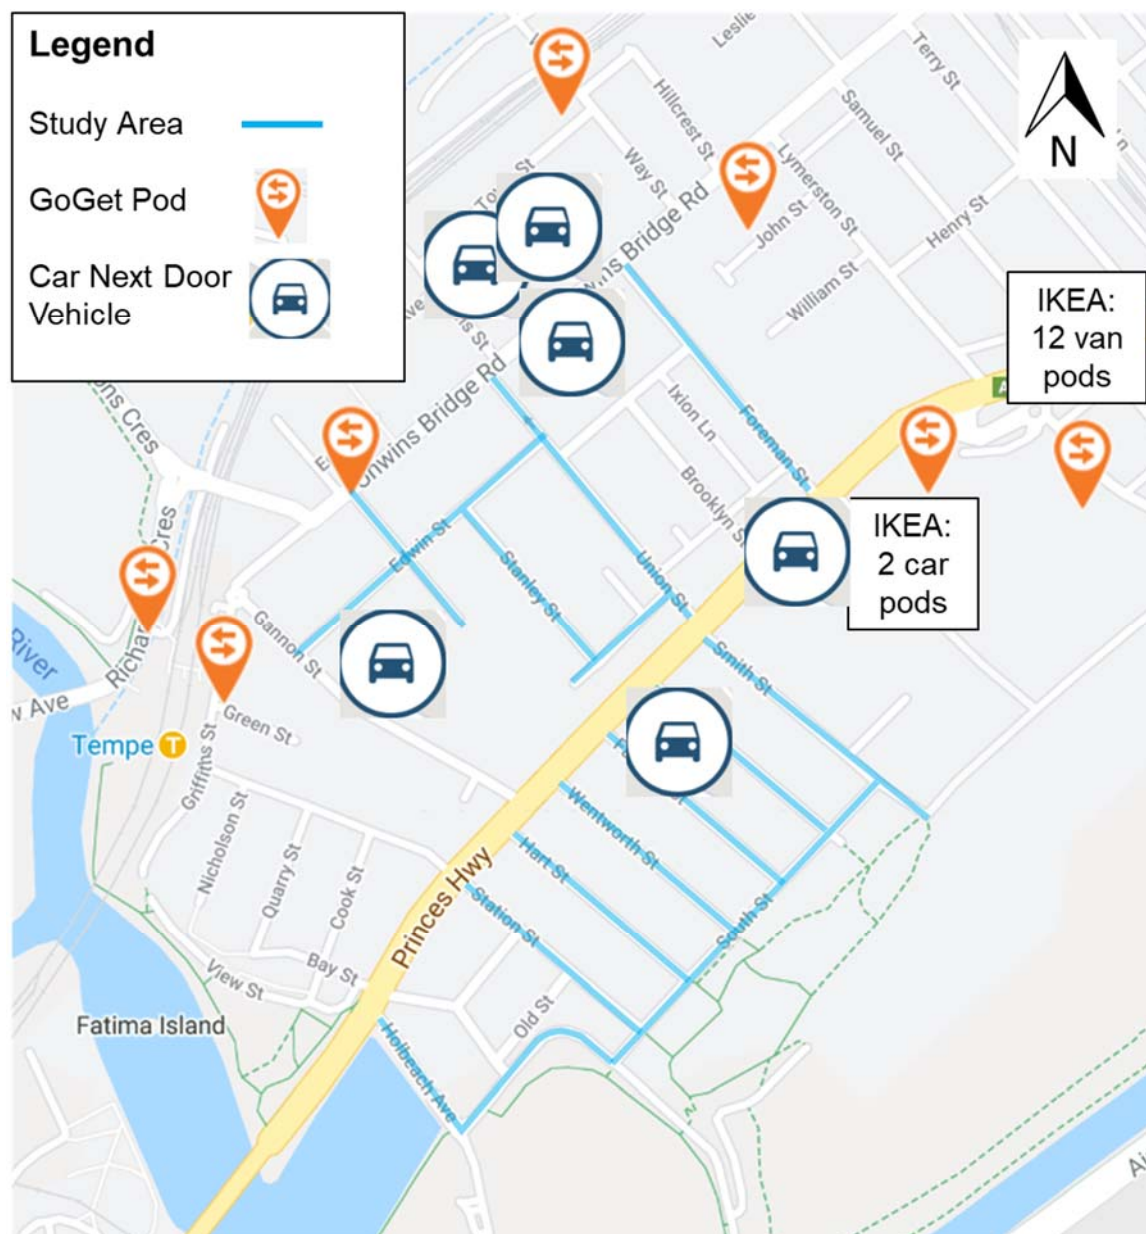 Legend
Study Area
GoGet Pod
Car Next Door
Vehicle
N
Leslie
Terry St
Hillcrest St
Samuel St
Way St
Lymerston St
Ln
John St
Henry St
William St
Unwins Bridge Rd
IKEA:
12 van
pods
Ixion Ln
Foreman St
Unwins Bridge Rd
Brooklyn St
IKEA:
2 car
pods
Edwin St
Stanley St
Union St
Gannon St
Smith St
River
Green St
Tempe T
Griffiths St
Wentworth St
Nicholson St
Hart St
Quarry St
Cook St
Princes Hwy
Station St
South St
Bay St
View St
Old St
Fatima Island
Holbeach Ave